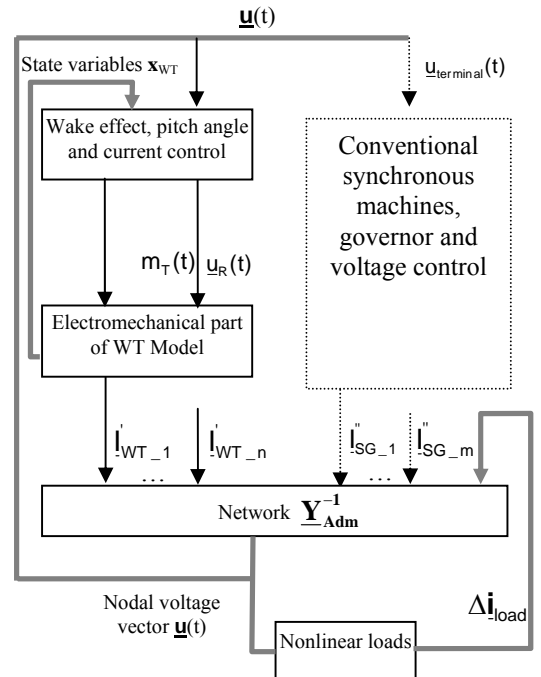 u(t)
State variables x_WT
u_terminal(t)
Wake effect, pitch angle
and current control
Conventional
synchronous
machines,
governor and
voltage control
m_T(t) u_R(t)
Electromechanical part
of WT Model
I'_WT_1
I'_WT_n
I"_SG_1
I"_SG_m
...
...
Network Y_Adm^-1
Nodal voltage
vector u(t)
Δi_load
Nonlinear loads